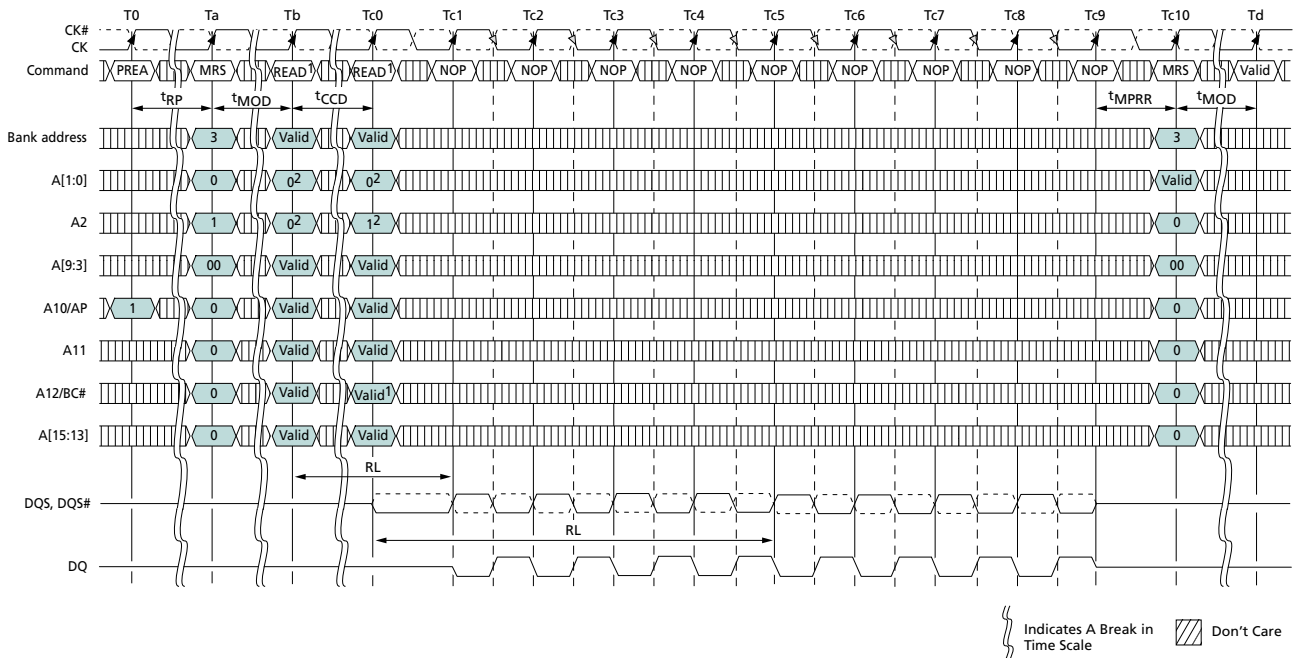 T0 Ta Tb Tc0 Tc1 Tc2 Tc3 Tc4 Tc5 Tc6 Tc7 Tc8 Tc9 Tc10 Td
CK#
CK
Command PREA MRS READ1 READ1 NOP NOP NOP NOP NOP NOP NOP NOP NOP MRS Valid
tRP tMOD tCCD tMPRR tMOD
Bank address 3 Valid Valid 3
A[1:0] 0 02 02 Valid
A2 1 02 12 0
A[9:3] 00 Valid Valid 00
A10/AP 1 0 Valid Valid 0
A11 0 Valid Valid 0
A12/BC# 0 Valid Valid1 0
A[15:13] 0 Valid Valid 0
RL
DQS, DQS#
RL
DQ
Indicates A Break in
Time Scale
Don't Care